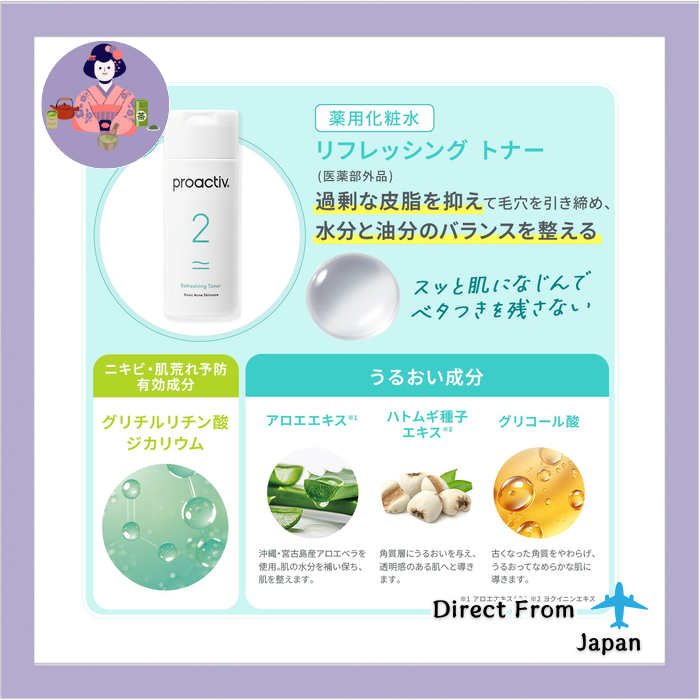 薬用化粧水
リフレッシング トナー
(医薬部外品)
過剰な皮脂を抑えて毛穴を引き締め、
水分と油分のバランスを整える
proactiv.
2
Refreshing Toner
Basic Acne Skincare
茶
スッと肌になじんで
ベタつきを残さない
ニキビ・肌荒れ予防
有効成分
グリチルリチン酸
ジカリウム
うるおい成分
アロエエキス※1
沖縄・宮古島産アロエベラを
使用。肌の水分を補い保ち、
肌を整えます。
ハトムギ種子
エキス※2
角質層にうるおいを与え、
透明感のある肌へと導き
ます。
グリコール酸
古くなった角質をやわらげ、
うるおってなめらかな肌に
導きます。
※1 アロエエキス ※2 ヨクイニンエキス
Direct From
Japan